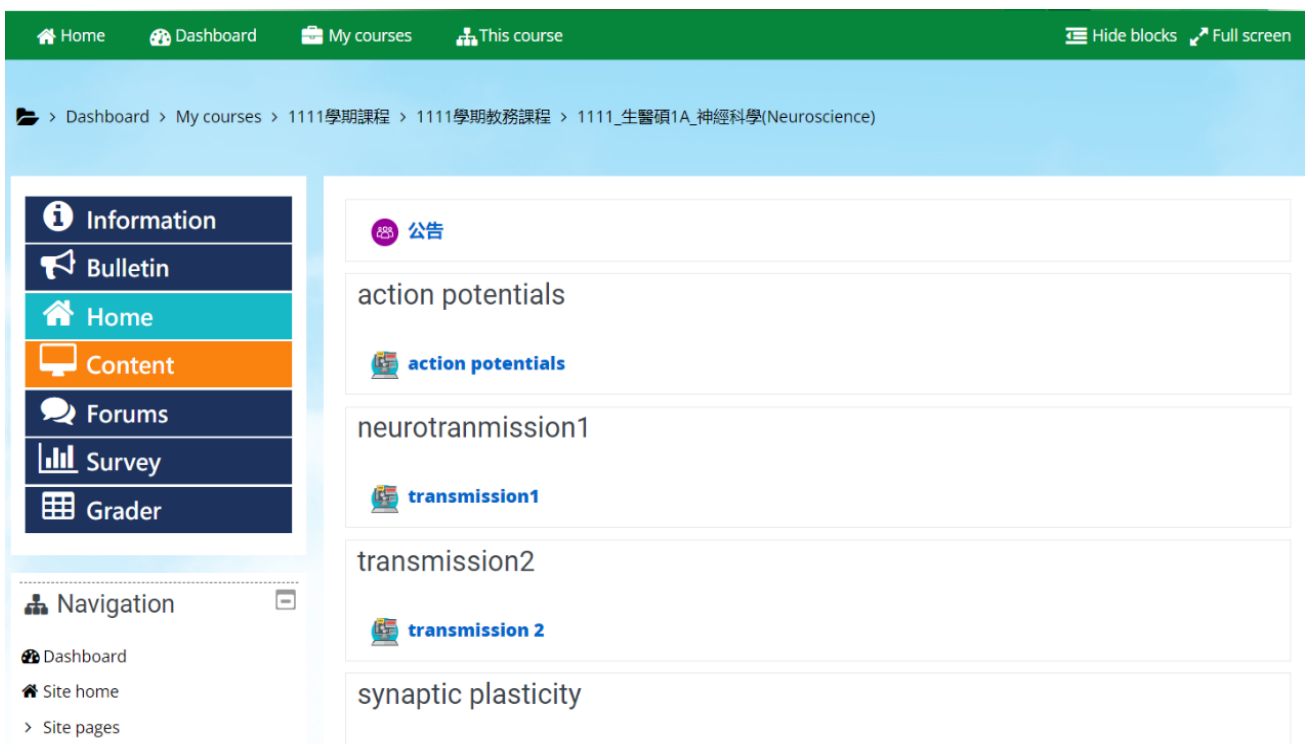 Home Dashboard My courses This course Hide blocks Full screen
> Dashboard > My courses > 1111學期課程 > 1111學期教務課程 > 1111_生醫碩1A_神經科學(Neuroscience)
Information
Bulletin
Home
Content
Forums
Survey
Grader
Navigation
Dashboard
Site home
> Site pages
公告
action potentials
action potentials
neurotranmission1
transmission1
transmission2
transmission 2
synaptic plasticity